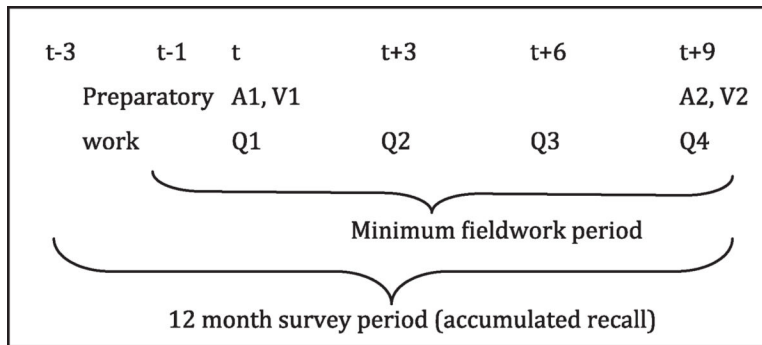 t-3 t-1 t t+3 t+6 t+9
Preparatory A1, V1 A2, V2
work Q1 Q2 Q3 Q4
Minimum fieldwork period
12 month survey period (accumulated recall)